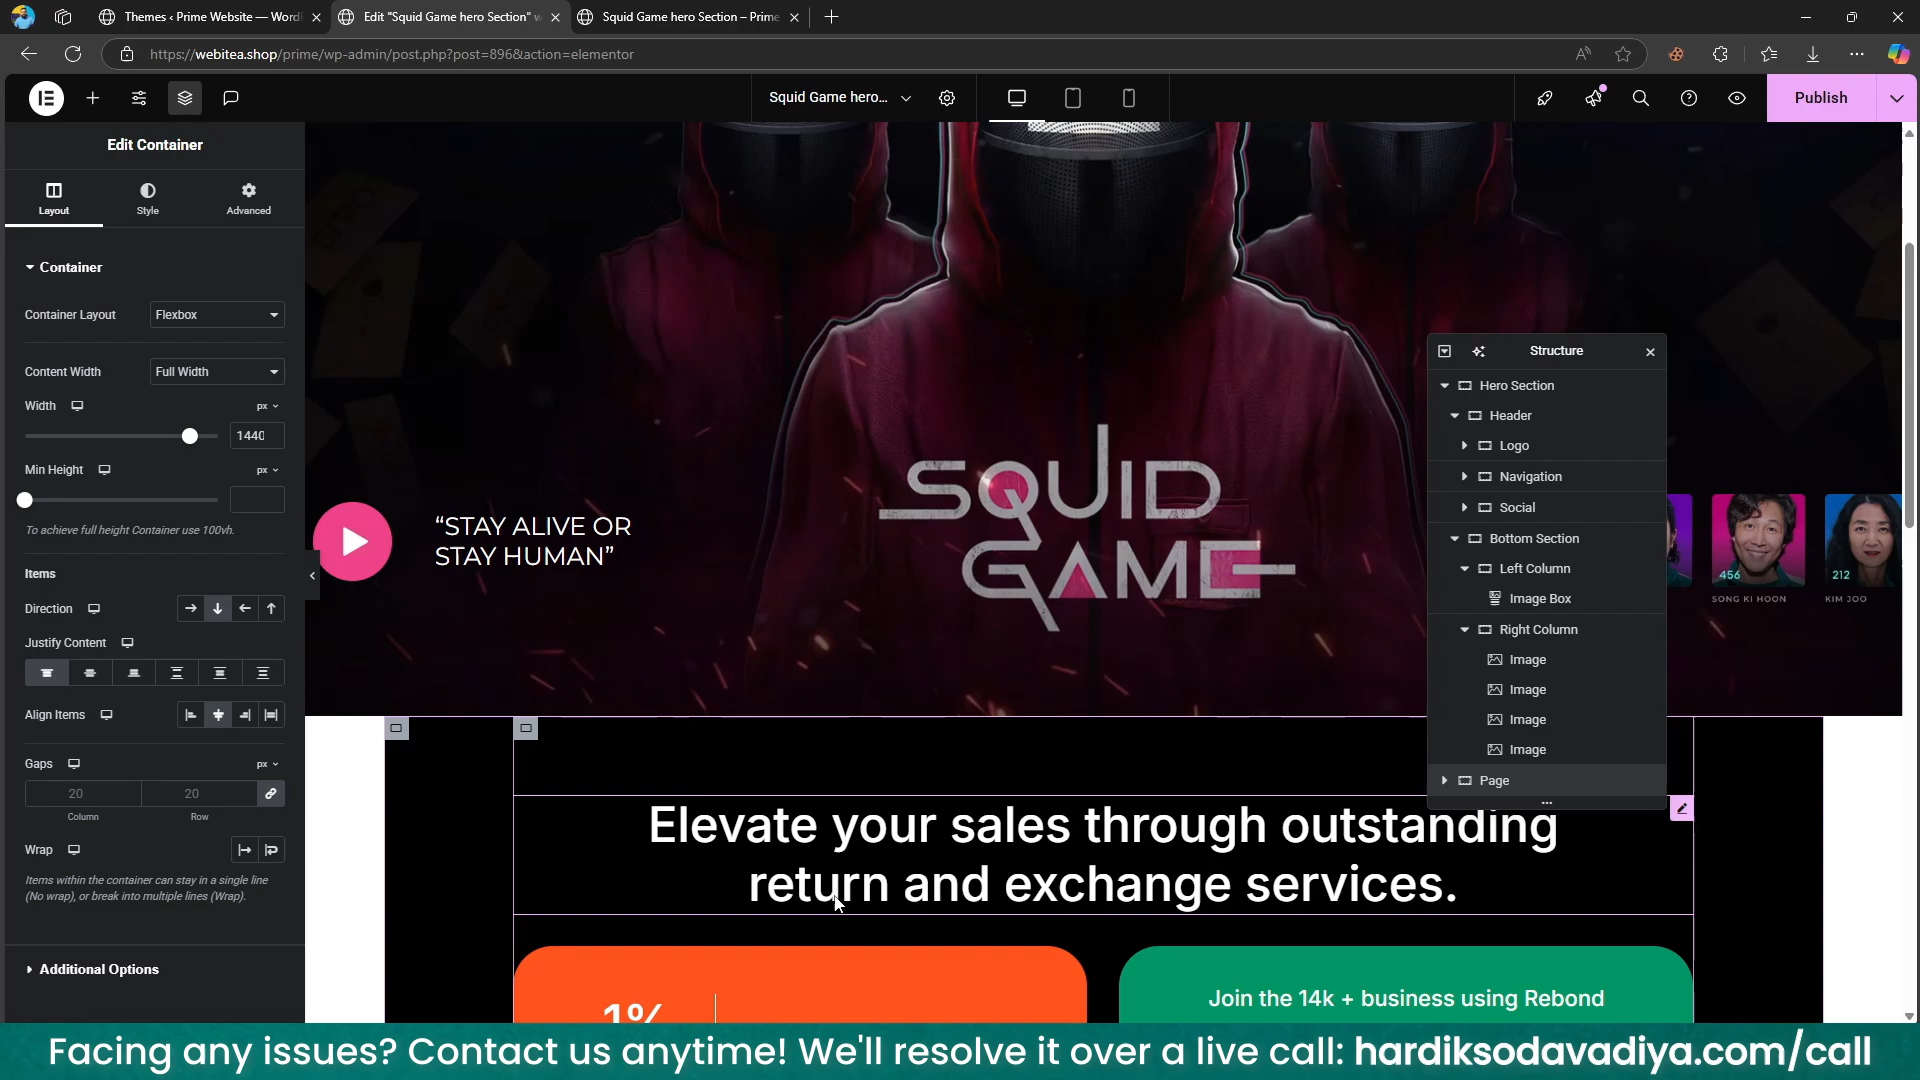 Themes ‹ Prime Website — Word
Edit "Squid Game hero Section" w
Squid Game hero Section – Prime
https://webitea.shop/prime/wp-admin/post.php?post=896&action=elementor
Squid Game hero...
Publish
Edit Container
Layout
Style
Advanced
Container
Container Layout
Flexbox
Content Width
Full Width
Width
px
1440
Min Height
px
To achieve full height Container use 100vh.
Items
Direction
Justify Content
Align Items
Gaps
px
20
20
Column
Row
Wrap
Items within the container can stay in a single line
(No wrap), or break into multiple lines (Wrap).
Additional Options
“STAY ALIVE OR
STAY HUMAN”
SQUID
GAME
456
SONG KI HOON
212
KIM JOO
Structure
Hero Section
Header
Logo
Navigation
Social
Bottom Section
Left Column
Image Box
Right Column
Image
Image
Image
Image
Page
Elevate your sales through outstanding
return and exchange services.
1%
Join the 14k + business using Rebond
Facing any issues? Contact us anytime! We'll resolve it over a live call: hardiksodavadiya.com/call